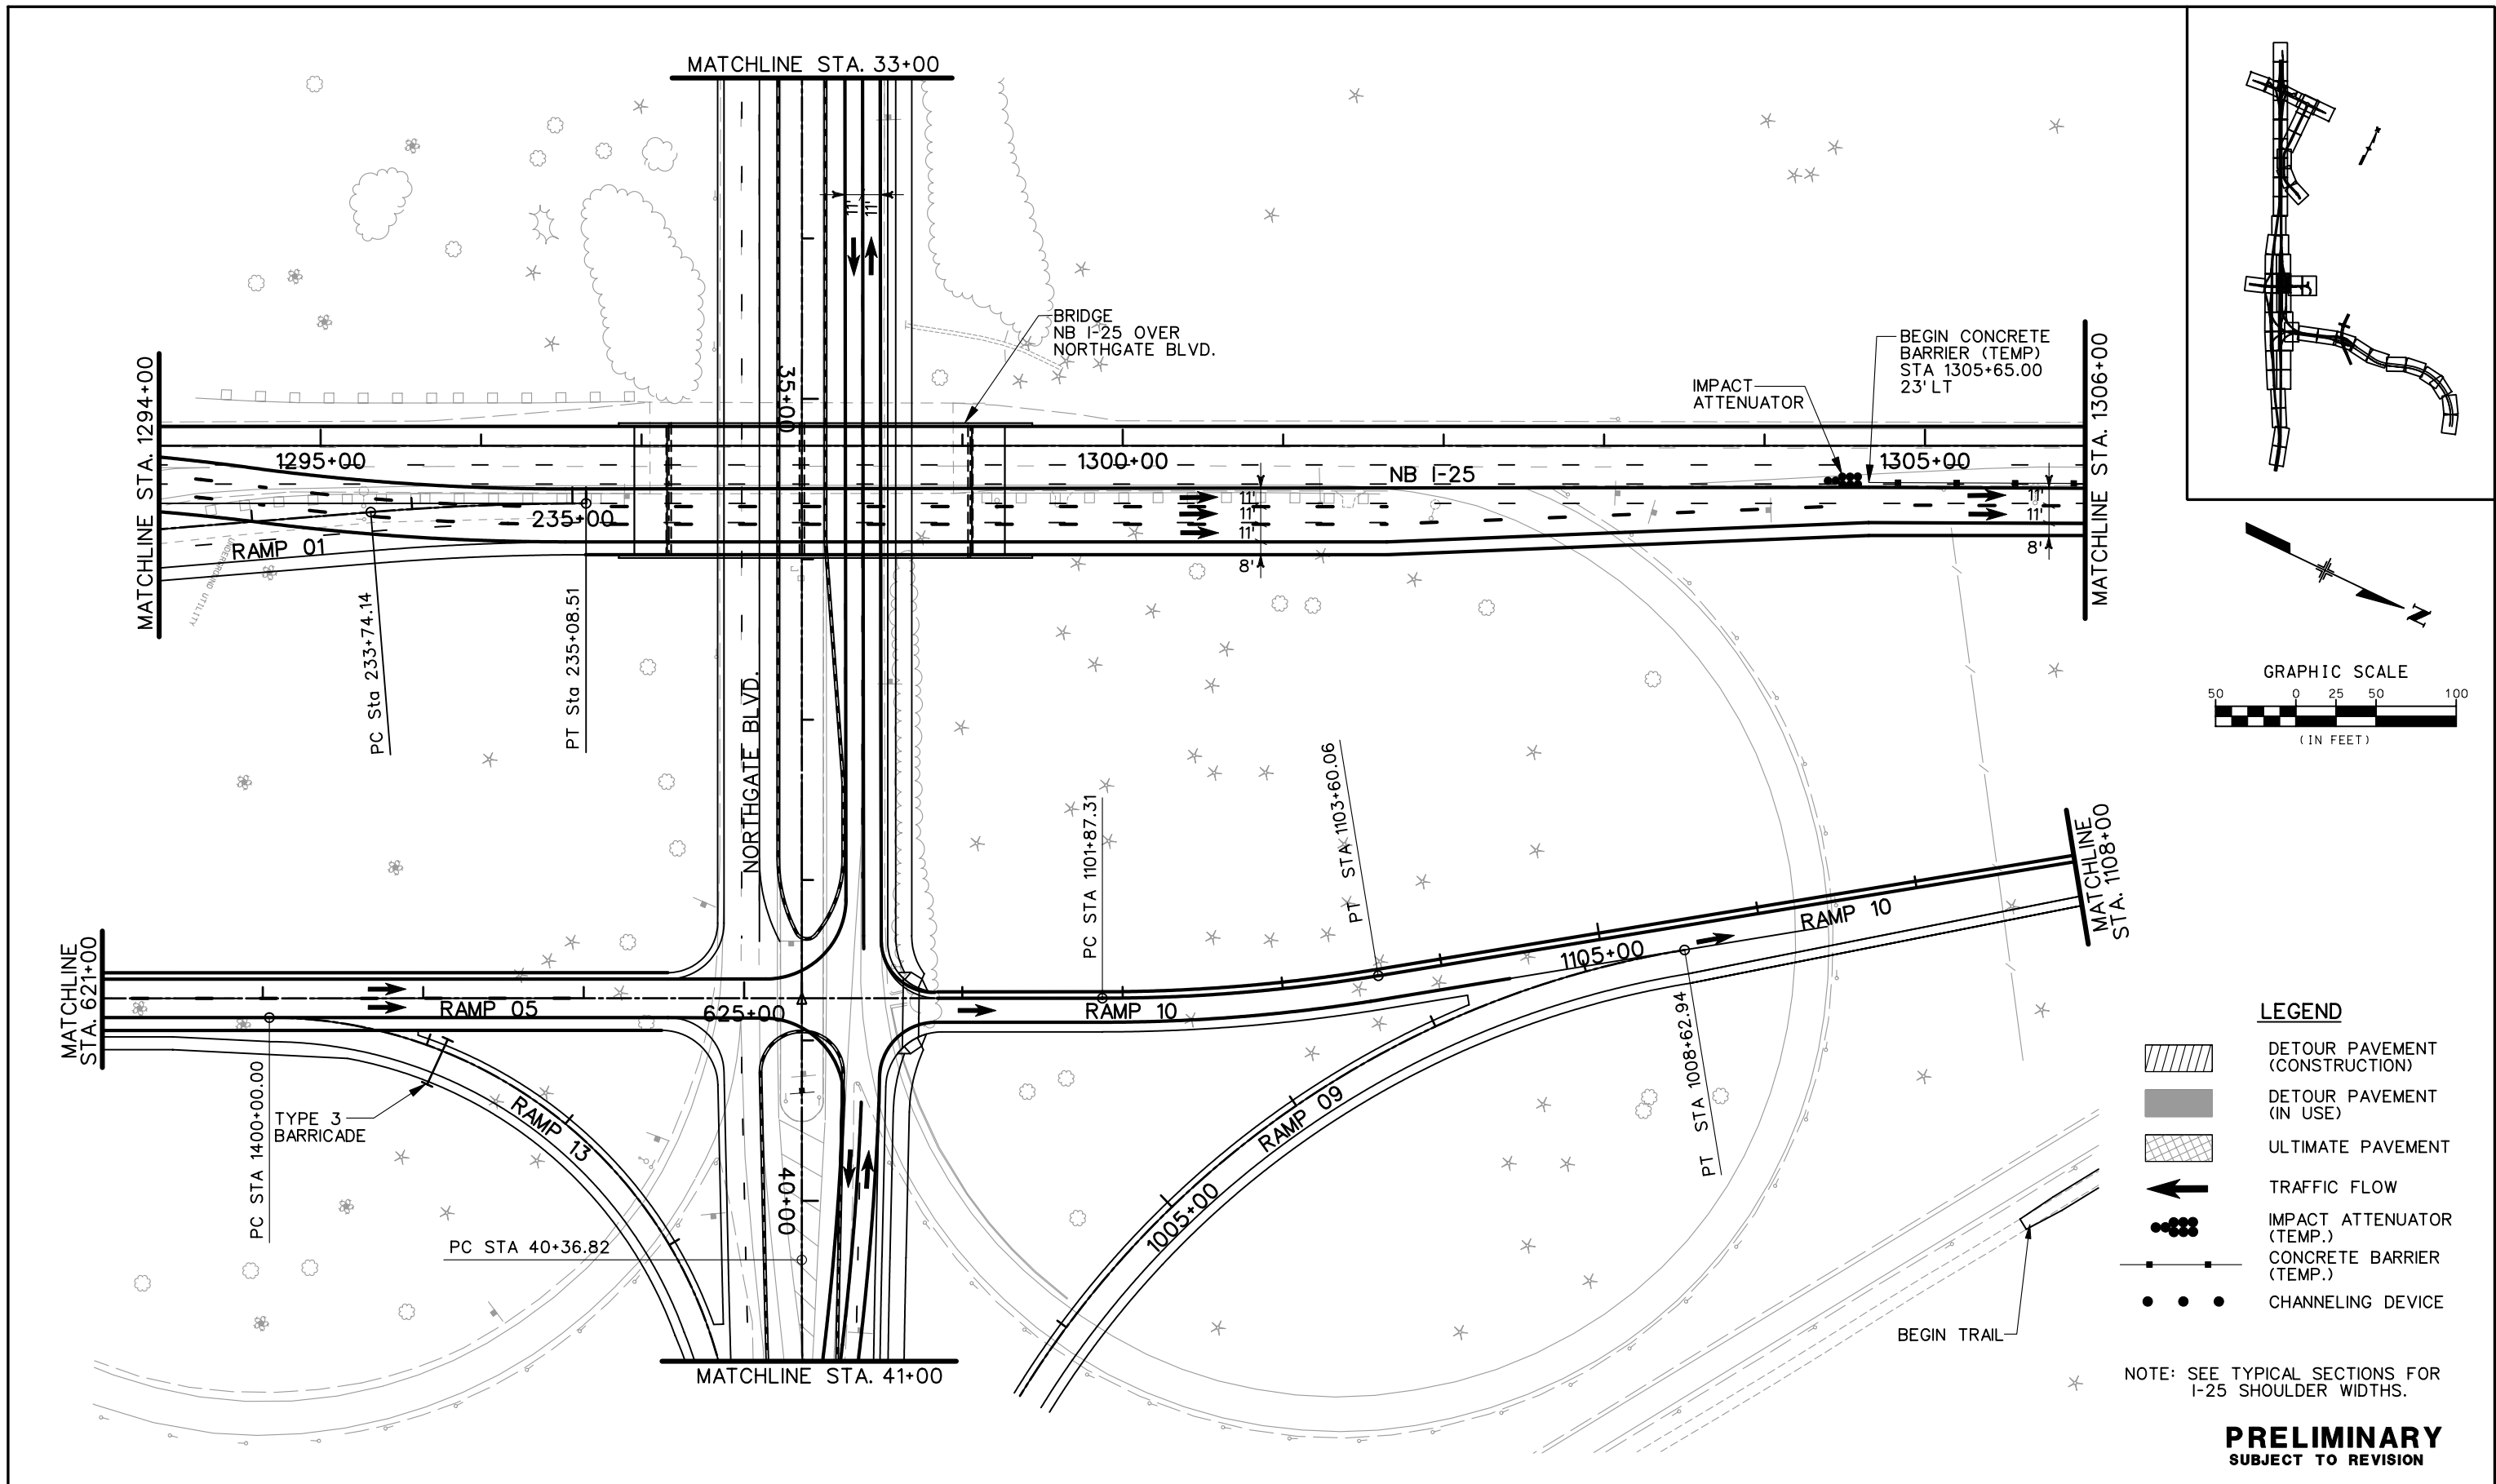 MATCHLINE STA. 33+00
11'
11'
35+00
BRIDGE
NB I-25 OVER
NORTHGATE BLVD.
BEGIN CONCRETE
BARRIER (TEMP)
STA 1305+65.00
23' LT
IMPACT
ATTENUATOR
MATCHLINE STA. 1294+00
MATCHLINE STA. 1306+00
1295+00
1300+00
NB I-25
1305+00
11'
11'
11'
8'
11'
11'
8'
235+00
RAMP 01
UNDERGROUND UTILITY
PC Sta 233+74.14
PT Sta 235+08.51
NORTHGATE BLVD.
PC STA 1101+87.31
PT STA 1103+60.06
MATCHLINE
STA. 1108+00
RAMP 10
1105+00
MATCHLINE
STA. 621+00
RAMP 05
625+00
RAMP 10
PC STA 1400+00.00
TYPE 3
BARRICADE
RAMP 13
40+00
PC STA 40+36.82
RAMP 09
1005+00
PT STA 1008+62.94
MATCHLINE STA. 41+00
BEGIN TRAIL
N
GRAPHIC SCALE
50 0 25 50 100
(IN FEET)
LEGEND
DETOUR PAVEMENT
(CONSTRUCTION)
DETOUR PAVEMENT
(IN USE)
ULTIMATE PAVEMENT
TRAFFIC FLOW
IMPACT ATTENUATOR
(TEMP.)
CONCRETE BARRIER
(TEMP.)
CHANNELING DEVICE
NOTE: SEE TYPICAL SECTIONS FOR
I-25 SHOULDER WIDTHS.
PRELIMINARY
SUBJECT TO REVISION